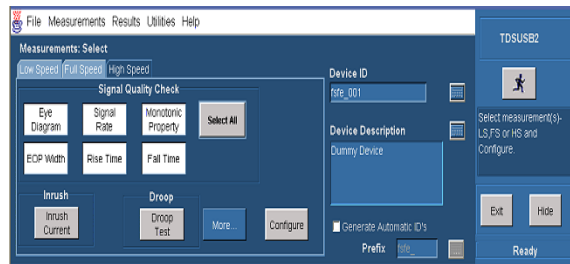 File Measurements Results Utilities Help
TDSUSB2
Measurements: Select
Low Speed Full Speed High Speed
Signal Quality Check
Eye Diagram
Signal Rate
Monotonic Property
Select All
EOP Width
Rise Time
Fall Time
Inrush
Droop
Inrush Current
Droop Test
More...
Configure
Device ID
fsfe_001
Device Description
Dummy Device
Generate Automatic ID's
Prefix fsfe_
Select measurement(s)-
LS,FS or HS and
Configure.
Exit
Hide
Ready